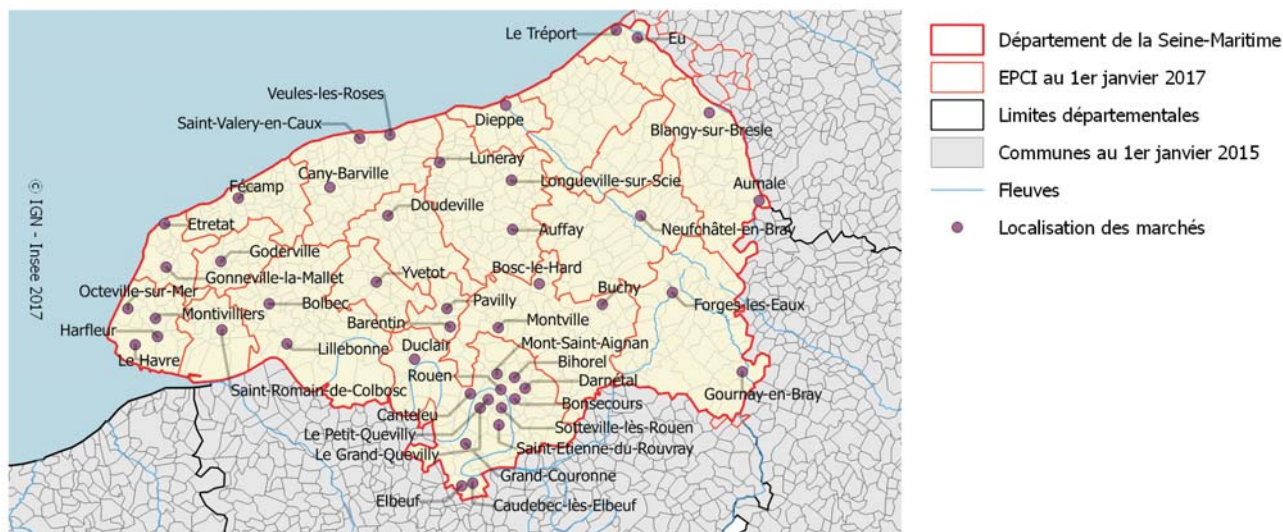 Le Tréport
Eu
Veules-les-Roses
Saint-Valery-en-Caux
Dieppe
Blangy-sur-Bresle
Luneray
Cany-Barville
Longueville-sur-Scie
Aumale
Fécamp
Doudeville
Etretat
Auffay
Neufchâtel-en-Bray
Goderville
Gonneville-la-Mallet
Yvetot
Bosc-le-Hard
Octeville-sur-Mer
Bolbec
Pavilly
Buchy
Forges-les-Eaux
Montivilliers
Barentin
Montville
Harfleur
Lillebonne
Duclair
Mont-Saint-Aignan
Le Havre
Bihorel
Rouen
Darnétal
Saint-Romain-de-Colbosc
Gournay-en-Bray
Canteleu
Bonsecours
Le Petit-Quevilly
Sotteville-lès-Rouen
Le Grand-Quevilly
Saint-Etienne-du-Rouvray
Grand-Couronne
Elbeuf
Caudebec-lès-Elbeuf
© IGN - Insee 2017
Département de la Seine-Maritime
EPCI au 1er janvier 2017
Limites départementales
Communes au 1er janvier 2015
Fleuves
Localisation des marchés